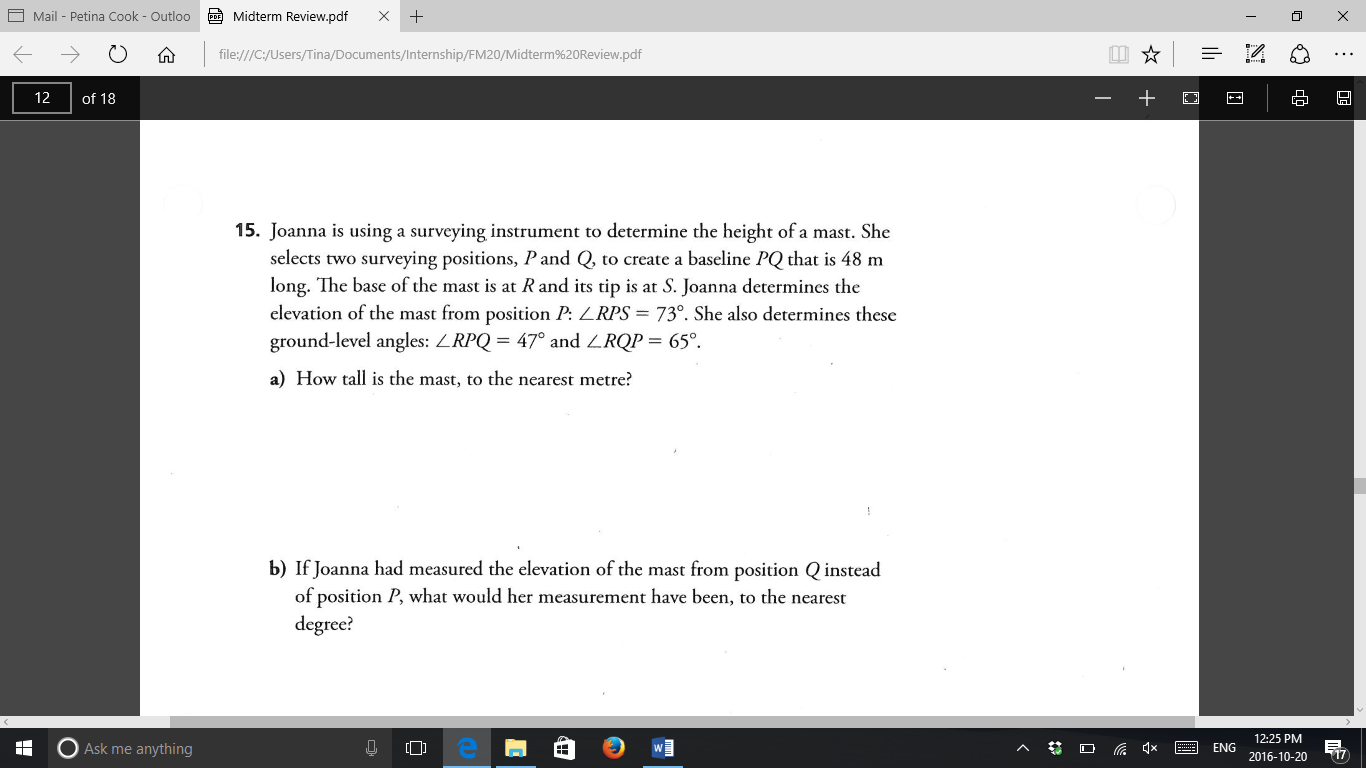 Mail - Petina Cook - Outloo
PDF Midterm Review.pdf
file:///C:/Users/Tina/Documents/Internship/FM20/Midterm%20Review.pdf
12 of 18
15. Joanna is using a surveying instrument to determine the height of a mast. She
selects two surveying positions, P and Q, to create a baseline PQ that is 48 m
long. The base of the mast is at R and its tip is at S. Joanna determines the
elevation of the mast from position P: ∠RPS = 73°. She also determines these
ground-level angles: ∠RPQ = 47° and ∠RQP = 65°.
a) How tall is the mast, to the nearest metre?
b) If Joanna had measured the elevation of the mast from position Q instead
of position P, what would her measurement have been, to the nearest
degree?
Ask me anything
ENG
12:25 PM
2016-10-20
17